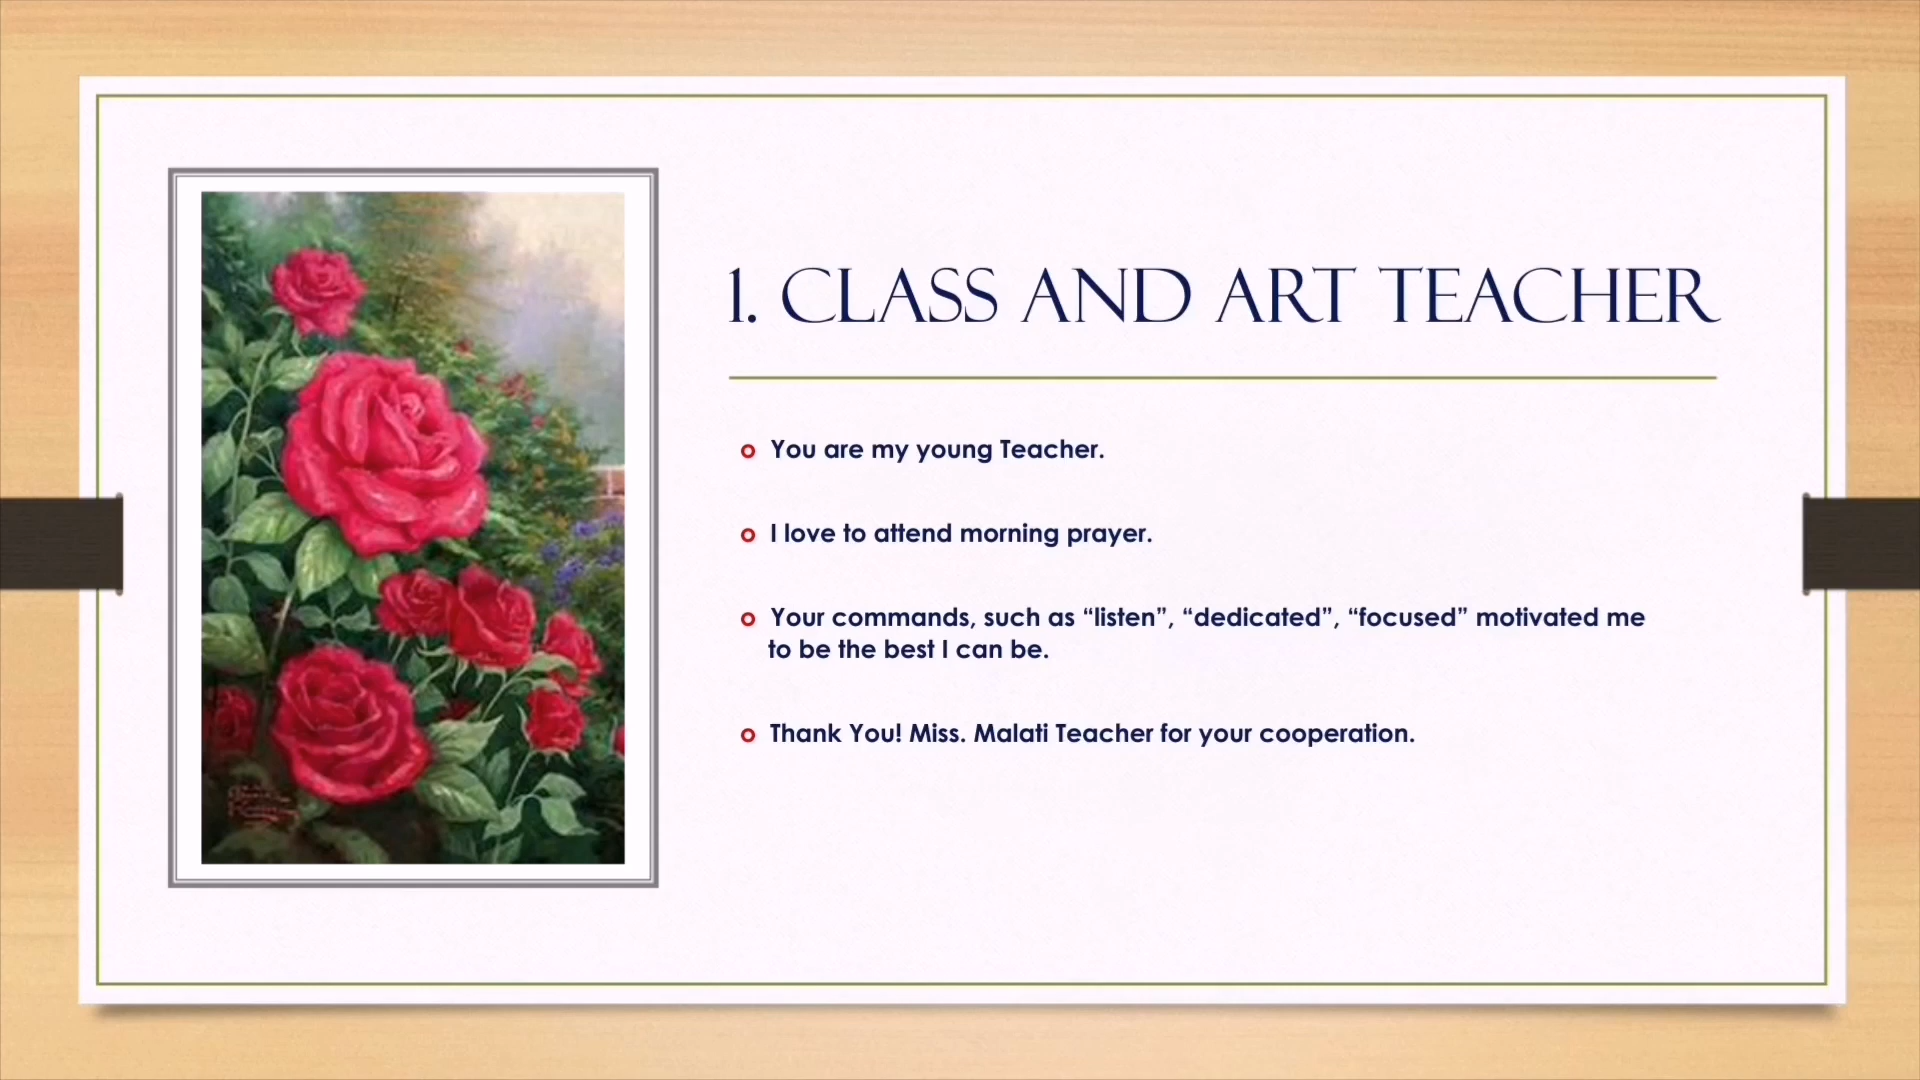 1. CLASS AND ART TEACHER
You are my young Teacher.
I love to attend morning prayer.
Your commands, such as “listen”, “dedicated”, “focused” motivated me
to be the best I can be.
Thank You! Miss. Malati Teacher for your cooperation.